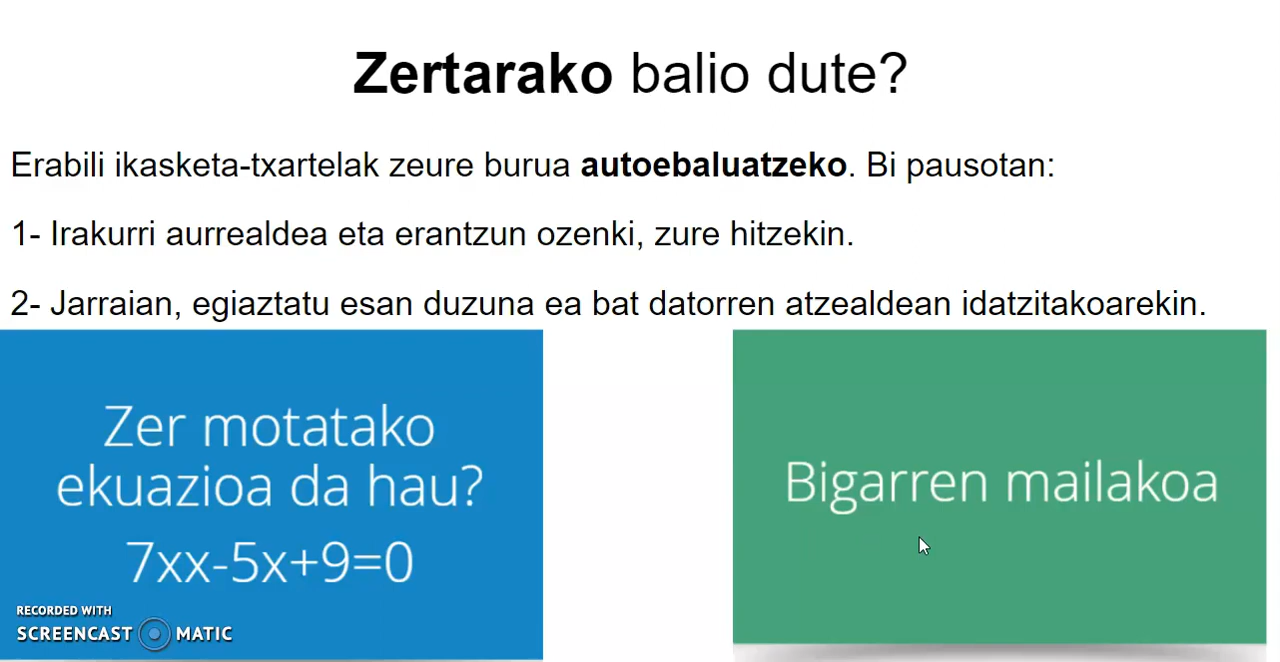 Zertarako balio dute?
Erabili ikasketa-txartelak zeure burua autoebaluatzeko. Bi pausotan:
1- Irakurri aurrealdea eta erantzun ozenki, zure hitzekin.
2- Jarraian, egiaztatu esan duzuna ea bat datorren atzealdean idatzitakoarekin.
Zer motatako
ekuazioa da hau?
7xx-5x+9=0
Bigarren mailakoa
RECORDED WITH
SCREENCAST MATIC